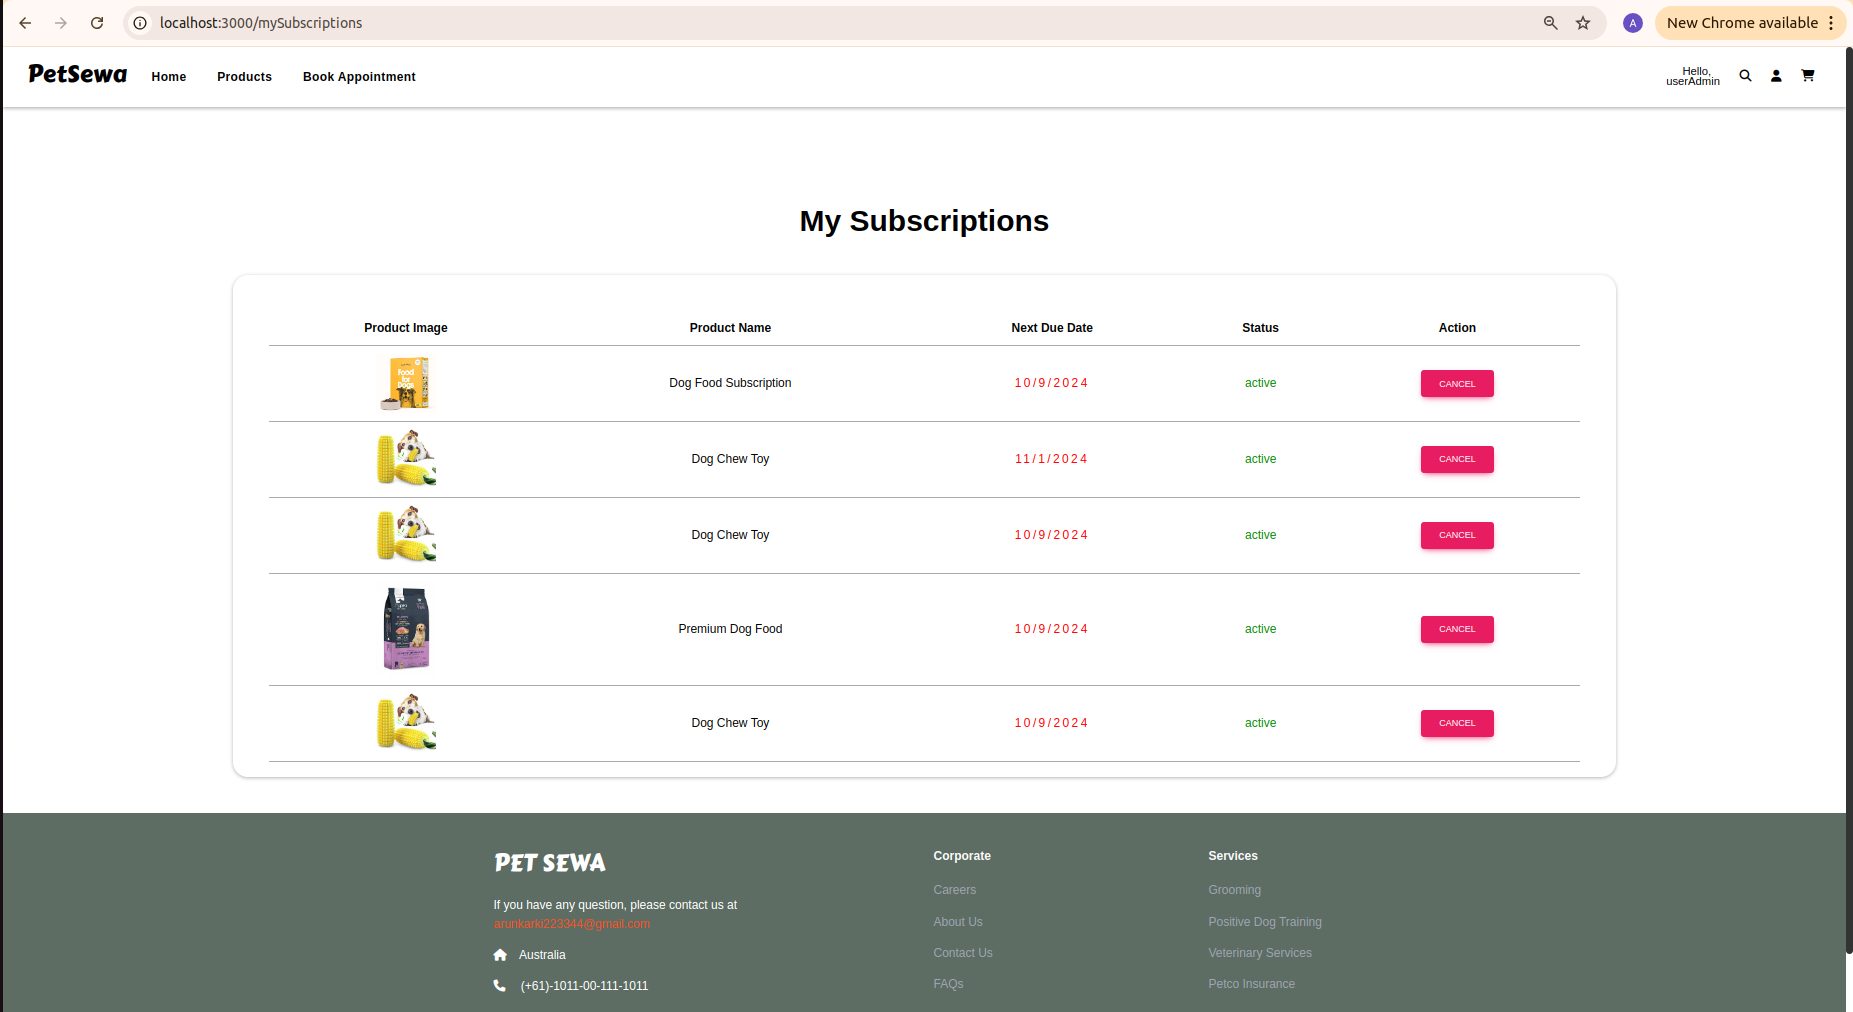 localhost:3000/mySubscriptions
A
New Chrome available
PetSewa
Home
Products
Book Appointment
Hello,
userAdmin
My Subscriptions
Product Image
Product Name
Next Due Date
Status
Action
Food
for
Dogs
Dog Food Subscription
10/9/2024
active
CANCEL
Dog Chew Toy
11/1/2024
active
CANCEL
Dog Chew Toy
10/9/2024
active
CANCEL
Premium Dog Food
10/9/2024
active
CANCEL
Dog Chew Toy
10/9/2024
active
CANCEL
PET SEWA
If you have any question, please contact us at
arunkarki223344@gmail.com
Australia
(+61)-1011-00-111-1011
Corporate
Careers
About Us
Contact Us
FAQs
Services
Grooming
Positive Dog Training
Veterinary Services
Petco Insurance